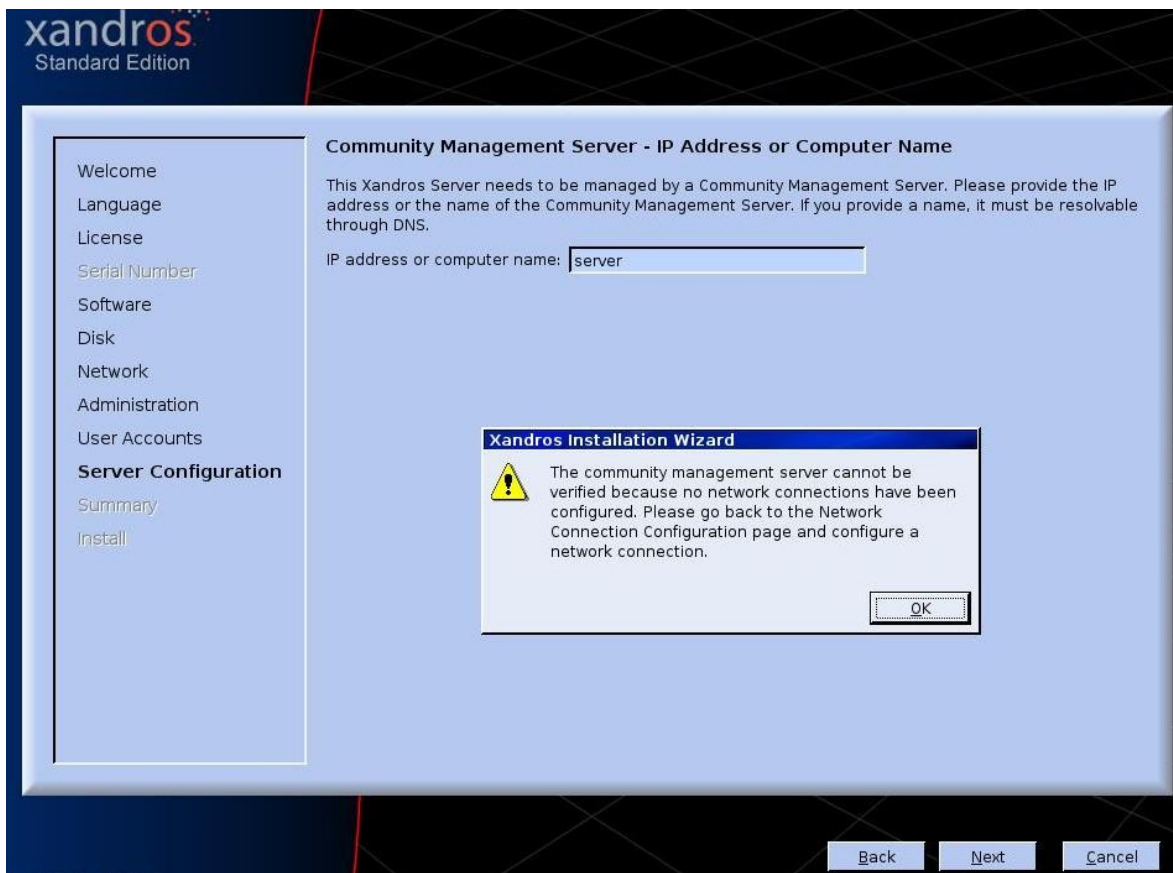 xandros
Standard Edition
Welcome
Language
License
Serial Number
Software
Disk
Network
Administration
User Accounts
Server Configuration
Summary
Install
Community Management Server - IP Address or Computer Name
This Xandros Server needs to be managed by a Community Management Server. Please provide the IP
address or the name of the Community Management Server. If you provide a name, it must be resolvable
through DNS.
IP address or computer name: server
Xandros Installation Wizard
The community management server cannot be
verified because no network connections have been
configured. Please go back to the Network
Connection Configuration page and configure a
network connection.
OK
Back Next Cancel